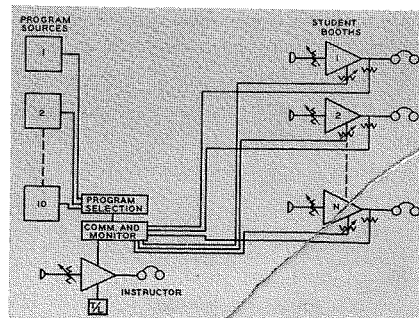 PROGRAM
SOURCES
STUDENT
BOOTHS
1
2
10
1
2
N
PROGRAM
SELECTION
COMM. AND
MONITOR
INSTRUCTOR